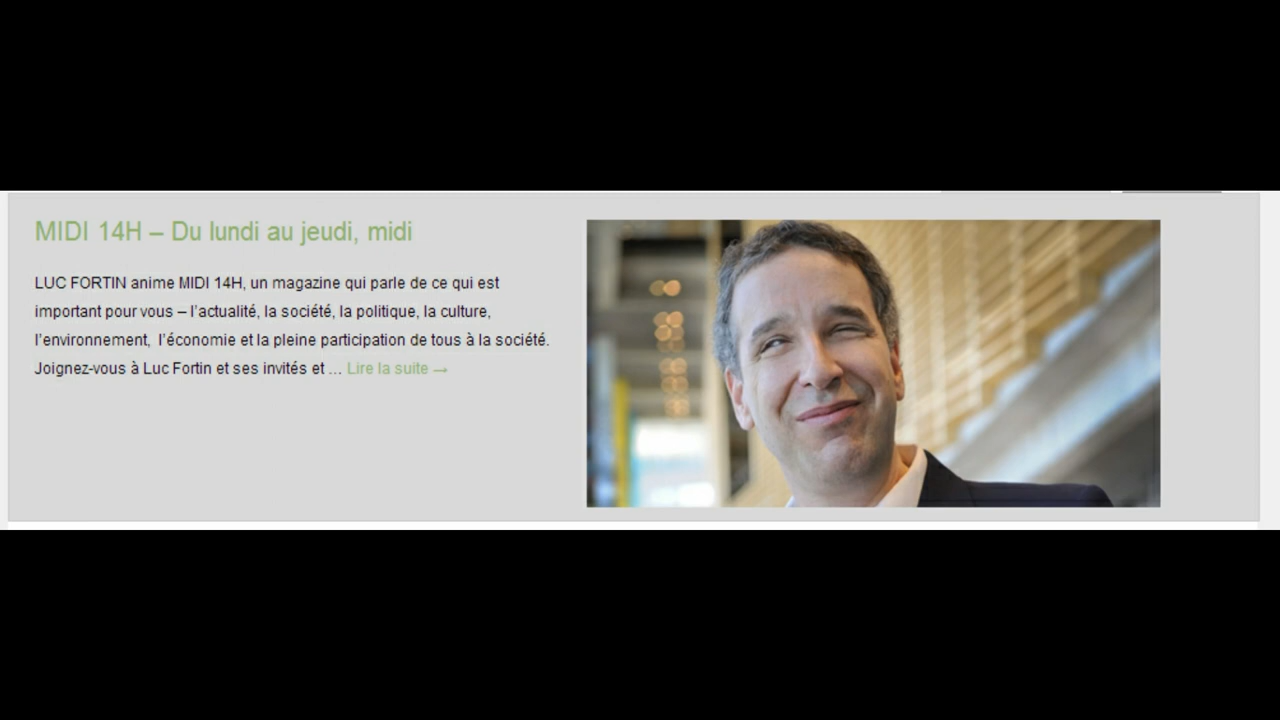 MIDI 14H – Du lundi au jeudi, midi
LUC FORTIN anime MIDI 14H, un magazine qui parle de ce qui est
important pour vous – l’actualité, la société, la politique, la culture,
l’environnement,  l’économie et la pleine participation de tous à la société.
Joignez-vous à Luc Fortin et ses invités et … Lire la suite →